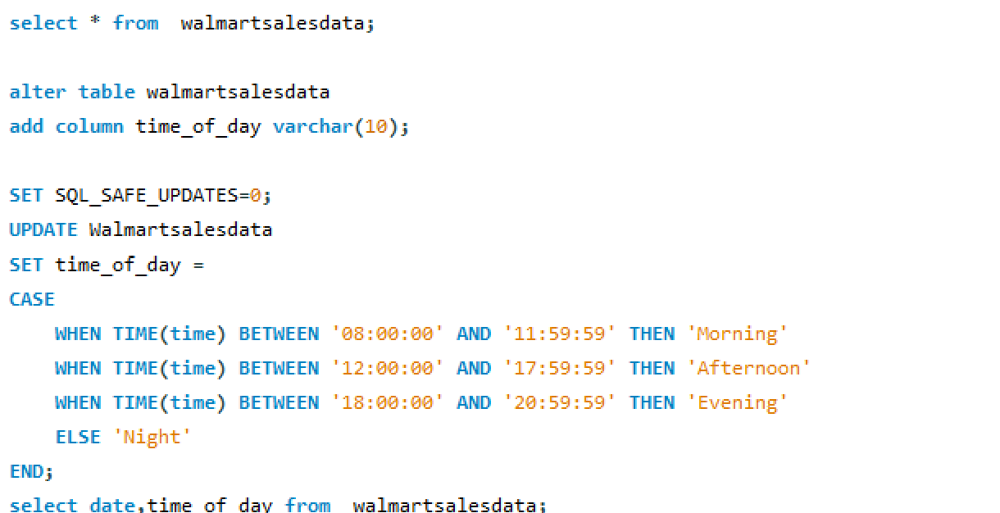 select * from  walmartsalesdata;
alter table walmartsalesdata
add column time_of_day varchar(10);
SET SQL_SAFE_UPDATES=0;
UPDATE Walmartsalesdata
SET time_of_day =
CASE
    WHEN TIME(time) BETWEEN '08:00:00' AND '11:59:59' THEN 'Morning'
    WHEN TIME(time) BETWEEN '12:00:00' AND '17:59:59' THEN 'Afternoon'
    WHEN TIME(time) BETWEEN '18:00:00' AND '20:59:59' THEN 'Evening'
    ELSE 'Night'
END;
select date,time_of_day from  walmartsalesdata;